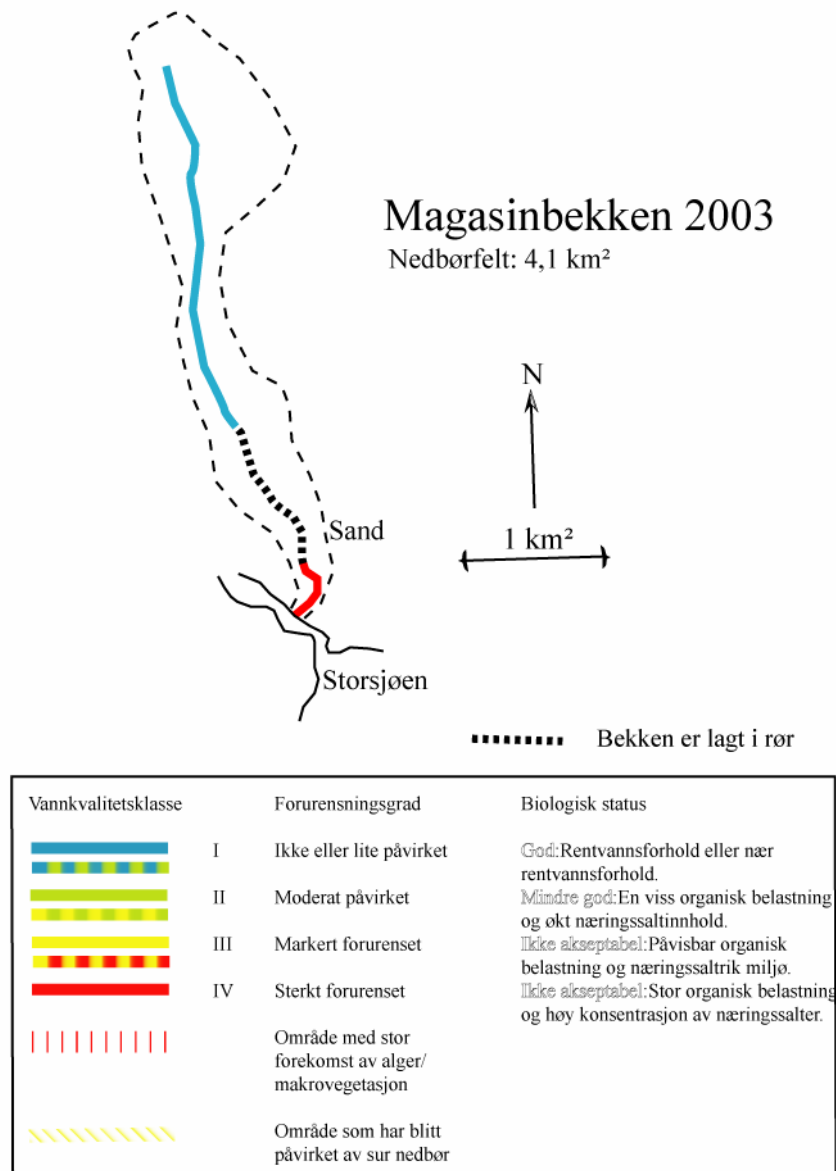 Magasinbekken 2003
Nedbørfelt: 4,1 km²
N
1 km²
Sand
Storsjøen
Bekken er lagt i rør
Vannkvalitetsklasse Forurensningsgrad Biologisk status
I Ikke eller lite påvirket God:Rentvannsforhold eller nær
rentvannsforhold.
II Moderat påvirket Mindre god:En viss organisk belastning
og økt næringssaltinnhold.
III Markert forurenset Ikke akseptabel:Påvisbar organisk
belastning og næringssaltrik miljø.
IV Sterkt forurenset Ikke akseptabel:Stor organisk belastning
og høy konsentrasjon av næringssalter.
Område med stor
forekomst av alger/
makrovegetasjon
Område som har blitt
påvirket av sur nedbør